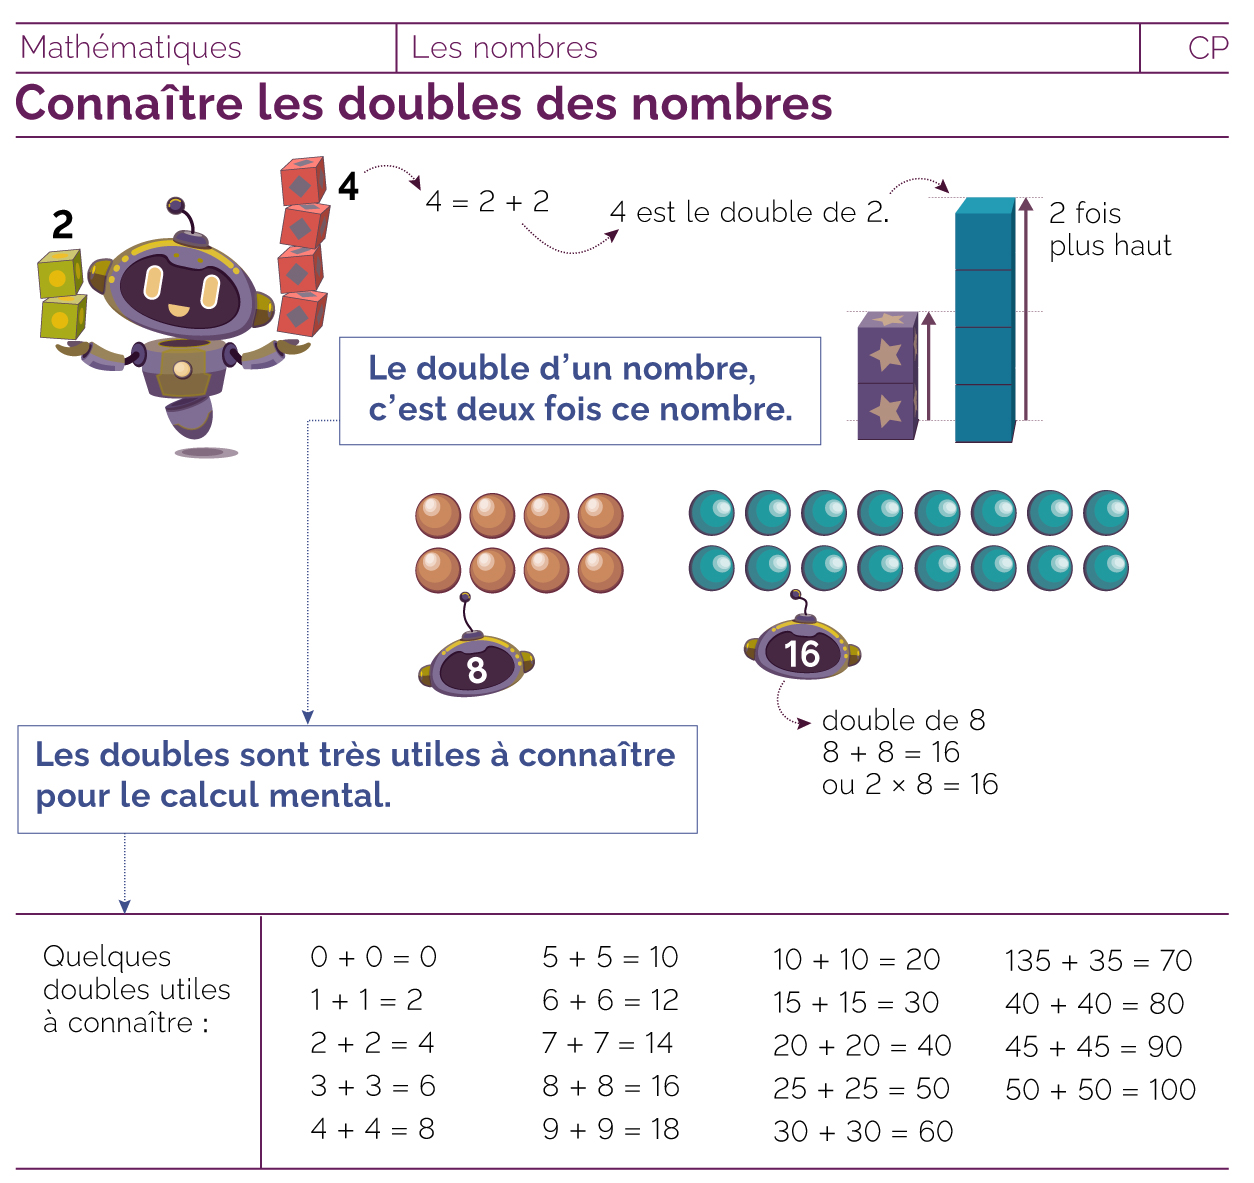 Mathématiques
Les nombres
CP
Connaître les doubles des nombres
2
4
4 = 2 + 2
4 est le double de 2.
2 fois
plus haut
Le double d’un nombre,
c’est deux fois ce nombre.
8
16
double de 8
8 + 8 = 16
ou 2 × 8 = 16
Les doubles sont très utiles à connaître
pour le calcul mental.
Quelques
doubles utiles
à connaître :
0 + 0 = 0
1 + 1 = 2
2 + 2 = 4
3 + 3 = 6
4 + 4 = 8
5 + 5 = 10
6 + 6 = 12
7 + 7 = 14
8 + 8 = 16
9 + 9 = 18
10 + 10 = 20
15 + 15 = 30
20 + 20 = 40
25 + 25 = 50
30 + 30 = 60
135 + 35 = 70
40 + 40 = 80
45 + 45 = 90
50 + 50 = 100